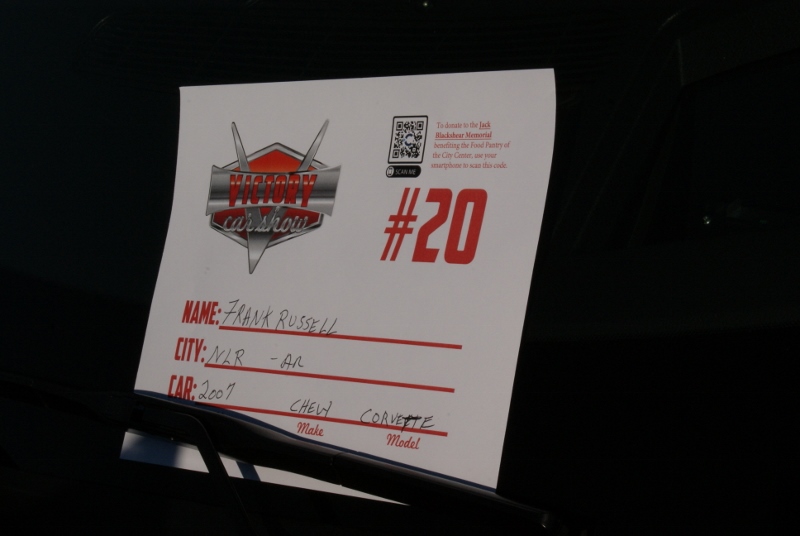 VICTORY
car show
To donate to the Jack
Blackshear Memorial
benefiting the Food Pantry of
the City Center, use your
smartphone to scan this code.
SCAN ME
#20
NAME: FRANK RUSSELL
CITY: NLR - AR
CAR: 2007 CHEVY CORVETTE
Make Model